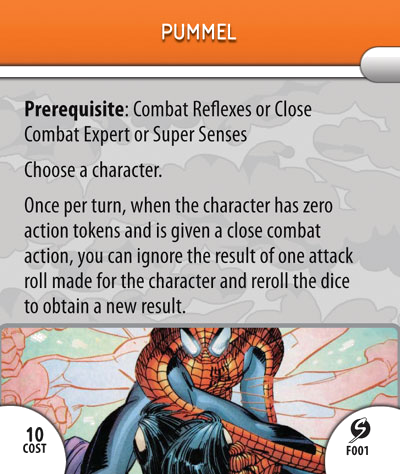 PUMMEL
Prerequisite: Combat Reflexes or Close
Combat Expert or Super Senses
Choose a character.
Once per turn, when the character has zero
action tokens and is given a close combat
action, you can ignore the result of one attack
roll made for the character and reroll the dice
to obtain a new result.
10
COST
F001